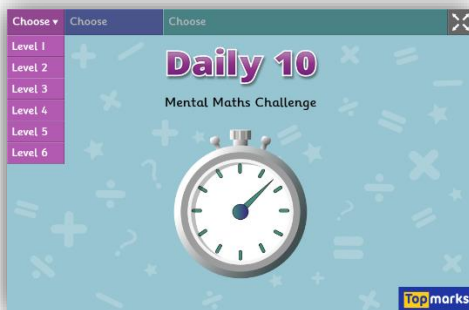 Choose ▾ Choose Choose
Level 1
Level 2
Level 3
Level 4
Level 5
Level 6
Daily 10
Mental Maths Challenge
Topmarks